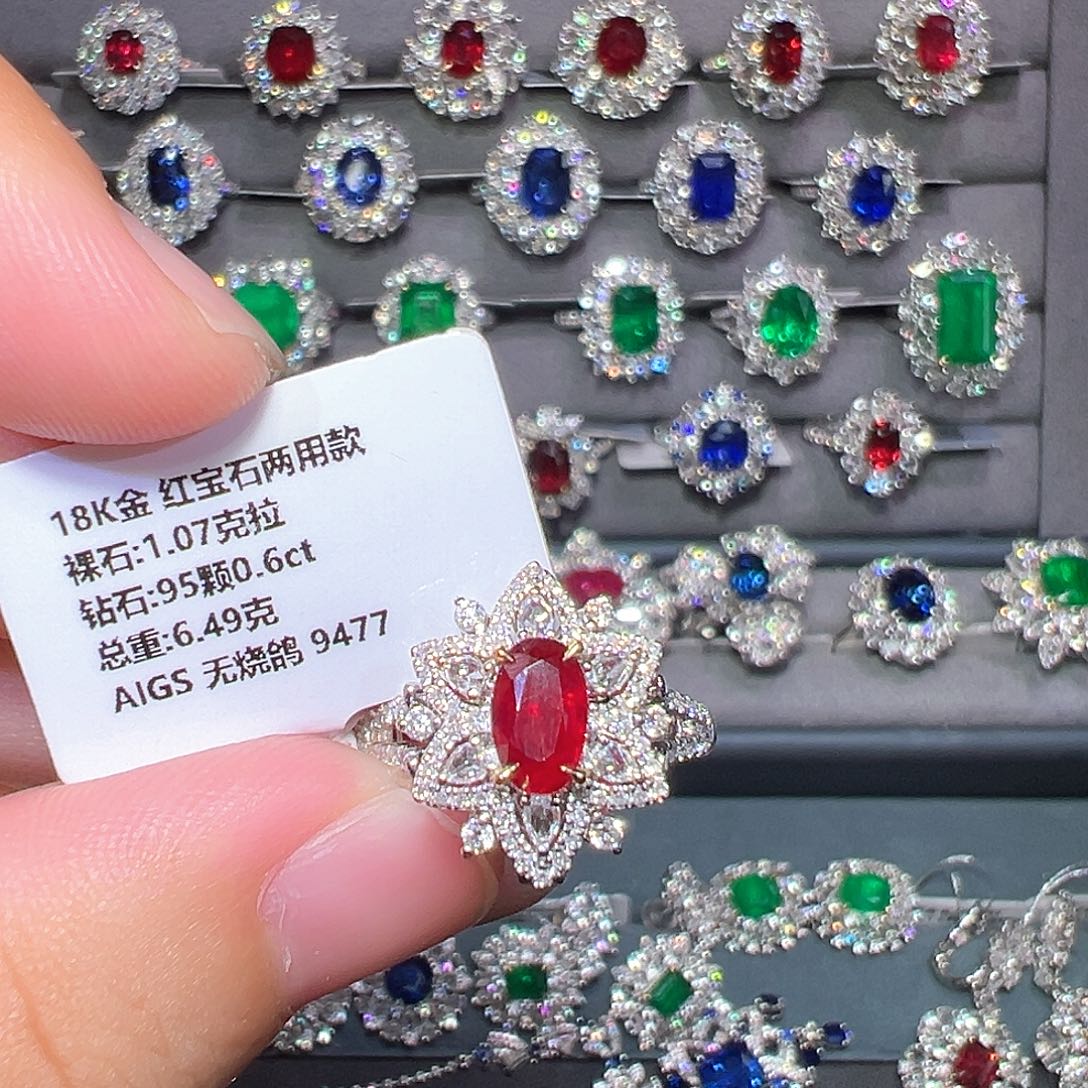 18K金 红宝石两用款
裸石:1.07克拉
钻石:95颗0.6ct
总重:6.49克
AIGS 无烧鸽 9477